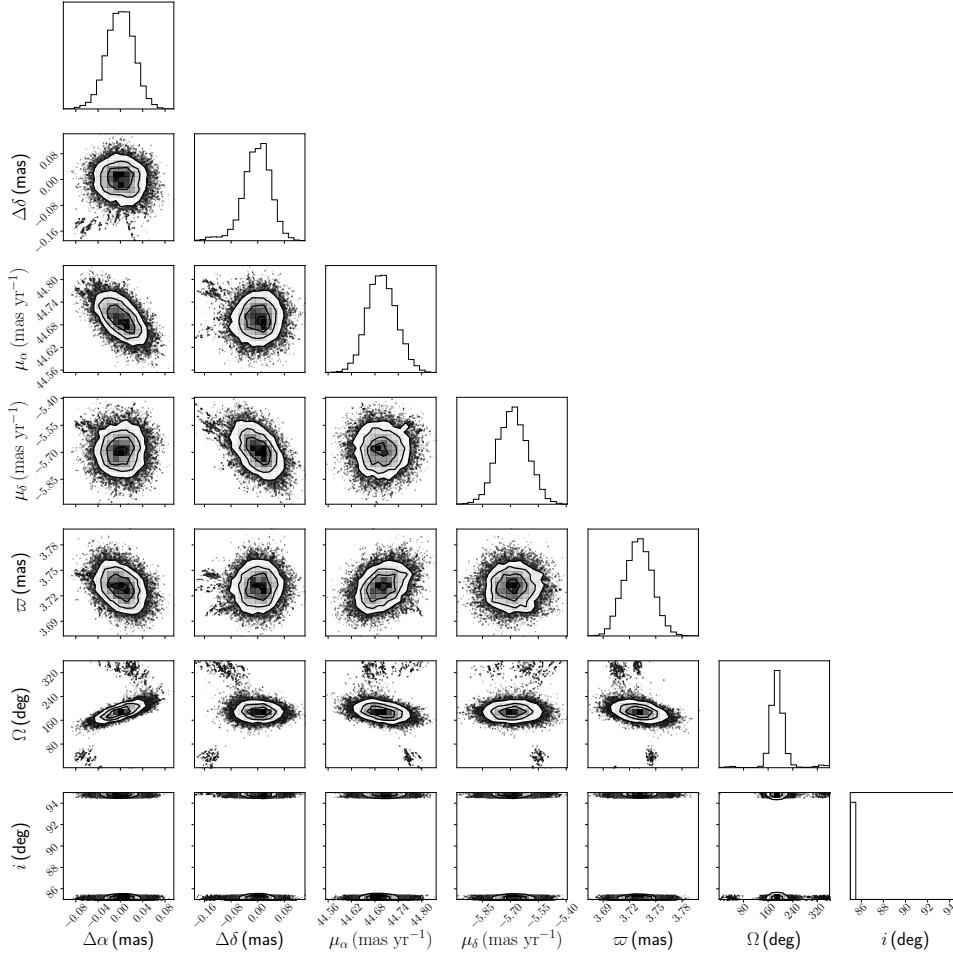 Δδ (mas)
0.08
0.00
−0.08
−0.16
μα (mas yr−1)
44.80
44.74
44.68
44.62
44.56
μδ (mas yr−1)
−5.40
−5.55
−5.70
−5.85
ϖ (mas)
3.78
3.75
3.72
3.69
Ω (deg)
320
240
160
80
i (deg)
94
92
90
88
86
−0.08 −0.04 0.00 0.04 0.08
−0.16 −0.08 0.00 0.08
44.56 44.62 44.68 44.74 44.80
−5.85 −5.70 −5.55 −5.40
3.69 3.72 3.75 3.78
80 160 240 320
86 88 90 92 94
Δα (mas) Δδ (mas) μα (mas yr−1) μδ (mas yr−1) ϖ (mas) Ω (deg) i (deg)